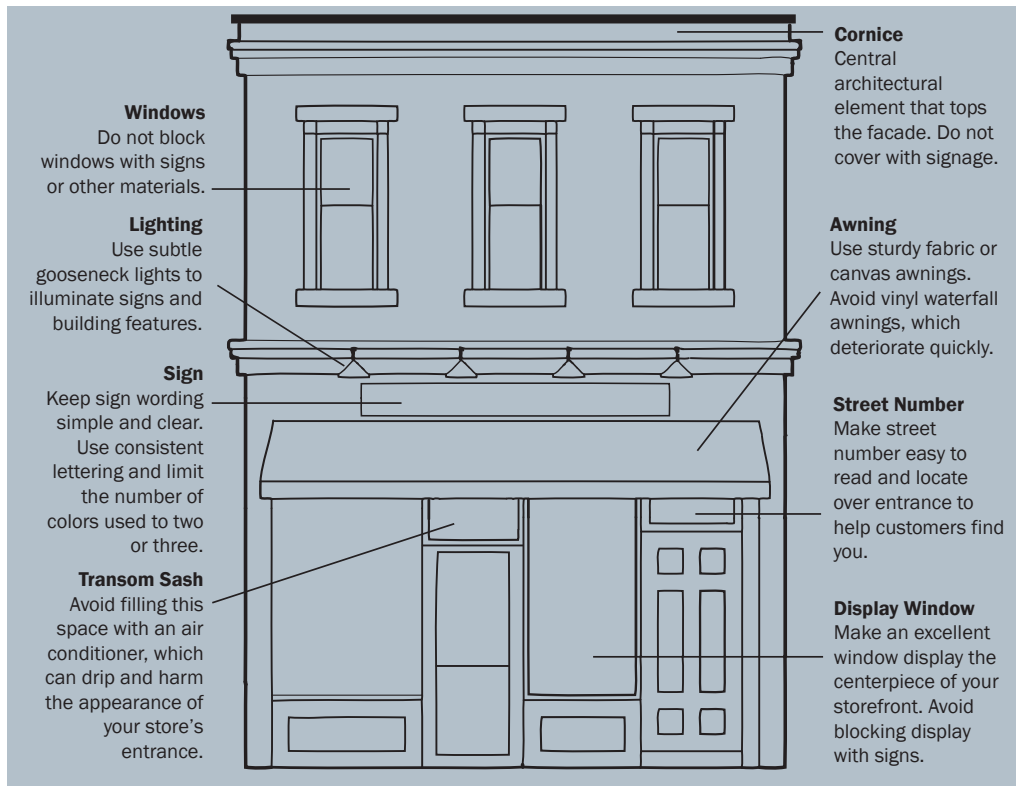 Windows
Do not block
windows with signs
or other materials.
Lighting
Use subtle
gooseneck lights to
illuminate signs and
building features.
Sign
Keep sign wording
simple and clear.
Use consistent
lettering and limit
the number of
colors used to two
or three.
Transom Sash
Avoid filling this
space with an air
conditioner, which
can drip and harm
the appearance of
your store's
entrance.
Cornice
Central
architectural
element that tops
the facade. Do not
cover with signage.
Awning
Use sturdy fabric or
canvas awnings.
Avoid vinyl waterfall
awnings, which
deteriorate quickly.
Street Number
Make street
number easy to
read and locate
over entrance to
help customers find
you.
Display Window
Make an excellent
window display the
centerpiece of your
storefront. Avoid
blocking display
with signs.